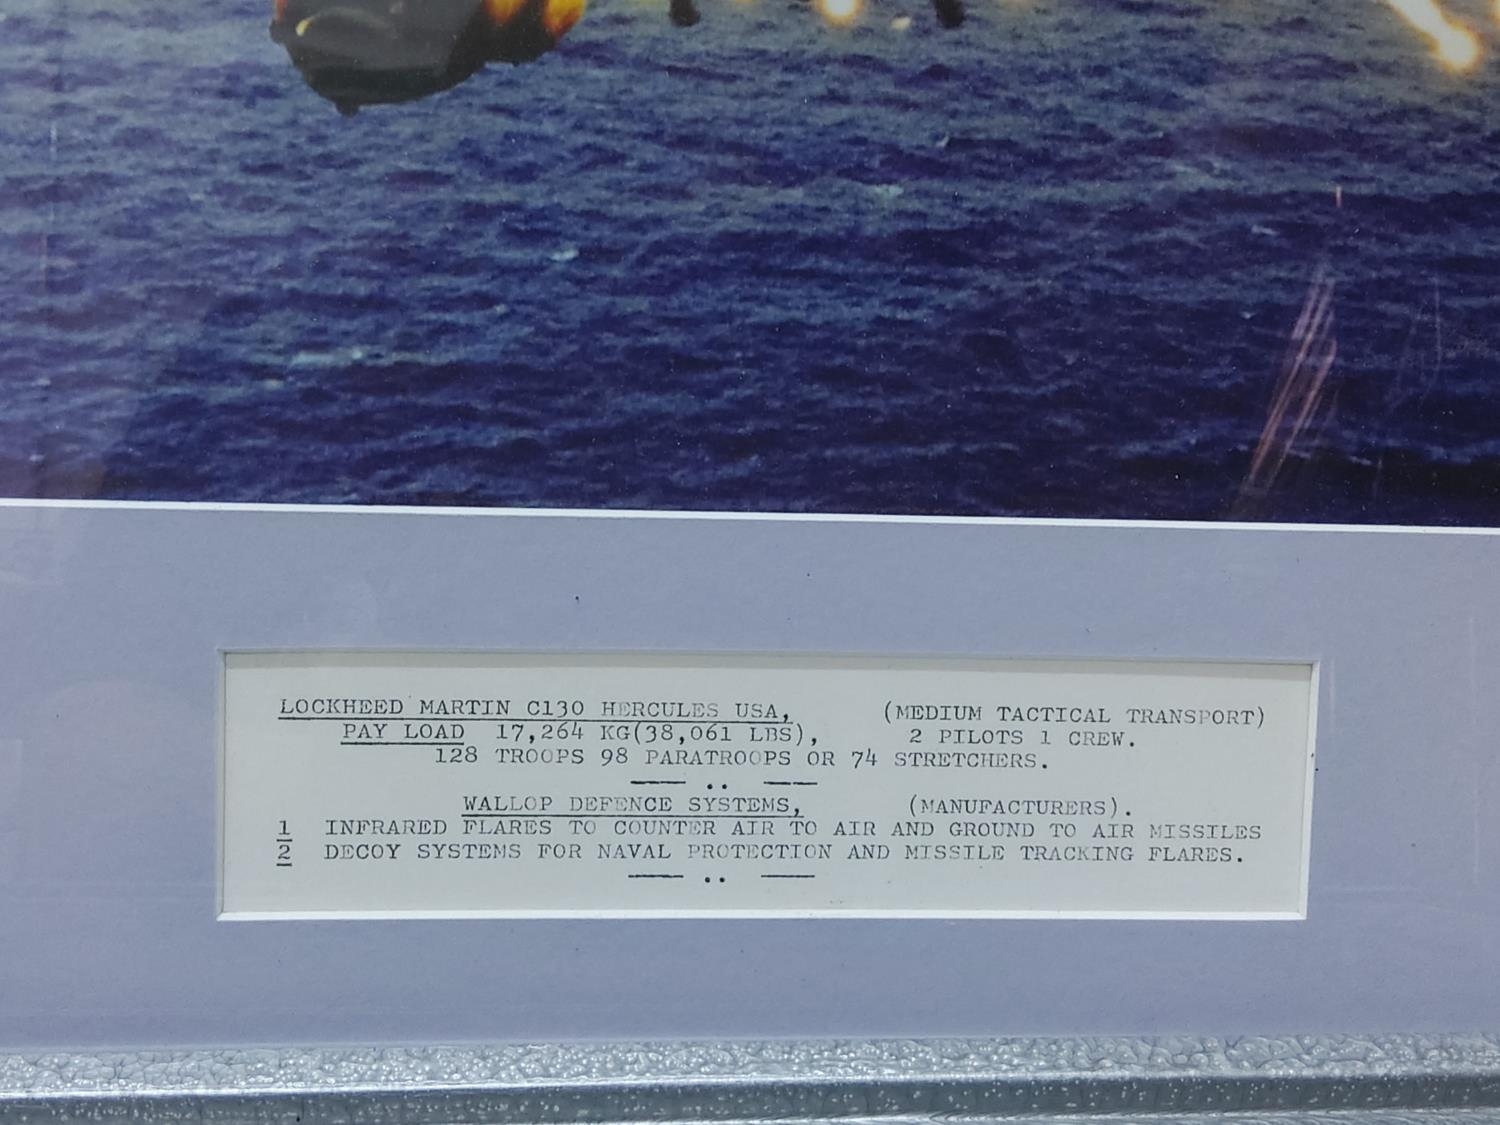 LOCKHEED MARTIN C130 HERCULES USA, (MEDIUM TACTICAL TRANSPORT)
PAY LOAD 17,264 KG(38,061 LBS), 2 PILOTS 1 CREW.
128 TROOPS 98 PARATROOPS OR 74 STRETCHERS.
WALLOP DEFENCE SYSTEMS, (MANUFACTURERS).
1 INFRARED FLARES TO COUNTER AIR TO AIR AND GROUND TO AIR MISSILES
2 DECOY SYSTEMS FOR NAVAL PROTECTION AND MISSILE TRACKING FLARES.